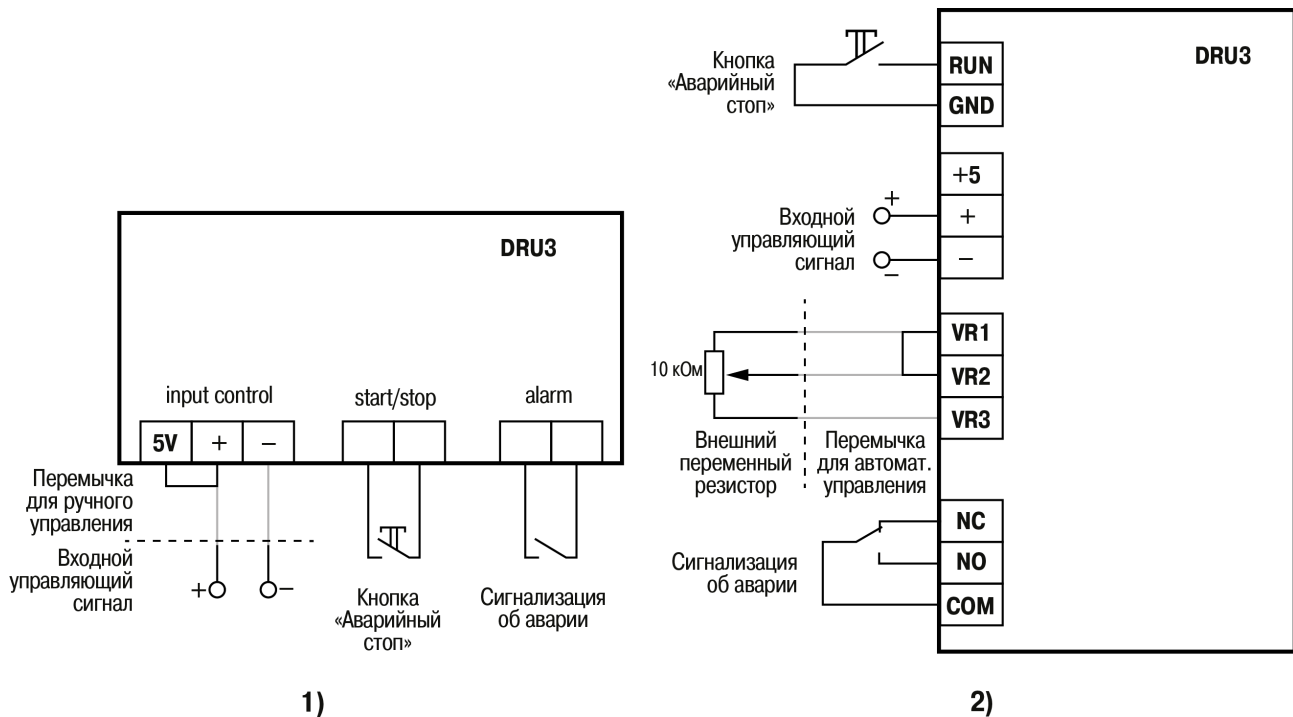 DRU3
input control
start/stop
alarm
5V
+
−
Перемычка
для ручного
управления
Входной
управляющий
сигнал
+
−
Кнопка
«Аварийный
стоп»
Сигнализация
об аварии
1)
DRU3
Кнопка
«Аварийный
стоп»
RUN
GND
+5
+
−
Входной
управляющий
сигнал
+
−
10 кОм
VR1
VR2
VR3
Внешний
переменный
резистор
Перемычка
для автомат.
управления
NC
NO
COM
Сигнализация
об аварии
2)